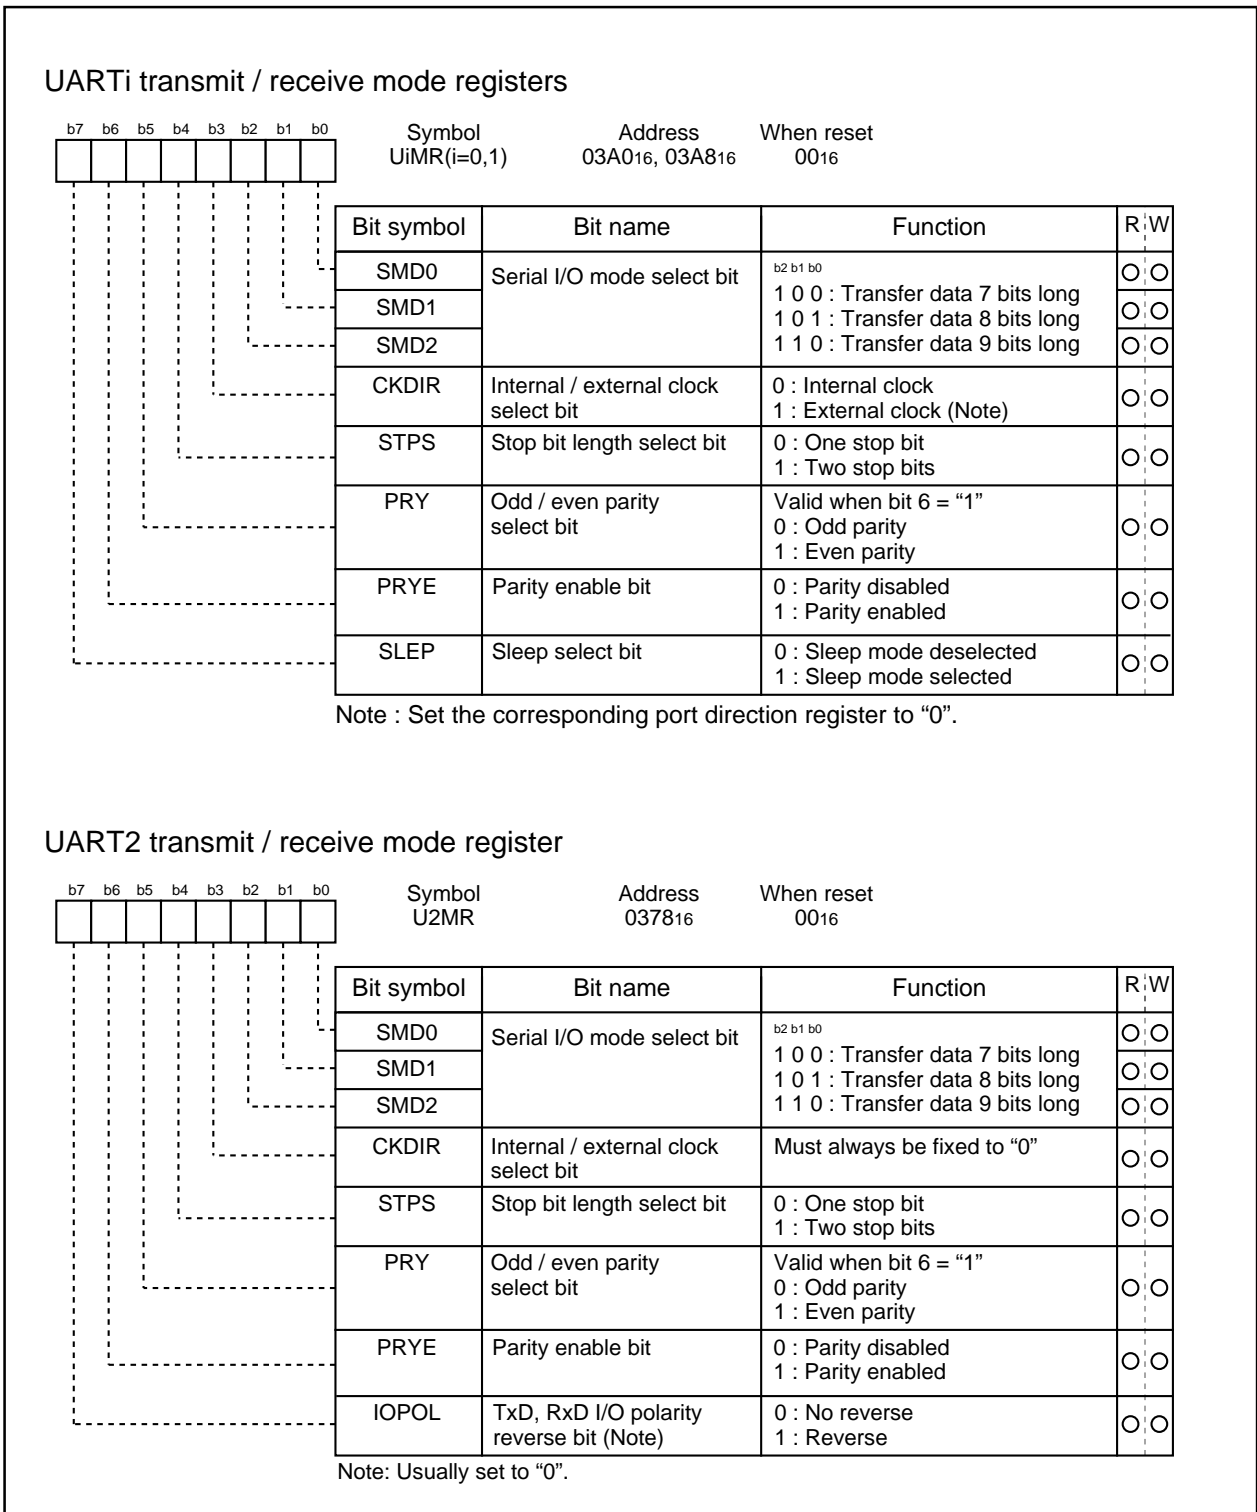 UARTi transmit / receive mode registers
b7 b6 b5 b4 b3 b2 b1 b0
Symbol Address When reset
UiMR(i=0,1) 03A016, 03A816 0016
Bit symbol Bit name Function R W
SMD0 Serial I/O mode select bit b2 b1 b0
1 0 0 : Transfer data 7 bits long
SMD1 1 0 1 : Transfer data 8 bits long
SMD2 1 1 0 : Transfer data 9 bits long
CKDIR Internal / external clock 0 : Internal clock
select bit 1 : External clock (Note)
STPS Stop bit length select bit 0 : One stop bit
1 : Two stop bits
PRY Odd / even parity Valid when bit 6 = “1”
select bit 0 : Odd parity
1 : Even parity
PRYE Parity enable bit 0 : Parity disabled
1 : Parity enabled
SLEP Sleep select bit 0 : Sleep mode deselected
1 : Sleep mode selected
Note : Set the corresponding port direction register to “0”.
UART2 transmit / receive mode register
b7 b6 b5 b4 b3 b2 b1 b0
Symbol Address When reset
U2MR 037816 0016
Bit symbol Bit name Function R W
SMD0 Serial I/O mode select bit b2 b1 b0
1 0 0 : Transfer data 7 bits long
SMD1 1 0 1 : Transfer data 8 bits long
SMD2 1 1 0 : Transfer data 9 bits long
CKDIR Internal / external clock Must always be fixed to “0”
select bit
STPS Stop bit length select bit 0 : One stop bit
1 : Two stop bits
PRY Odd / even parity Valid when bit 6 = “1”
select bit 0 : Odd parity
1 : Even parity
PRYE Parity enable bit 0 : Parity disabled
1 : Parity enabled
IOPOL TxD, RxD I/O polarity 0 : No reverse
reverse bit (Note) 1 : Reverse
Note: Usually set to “0”.